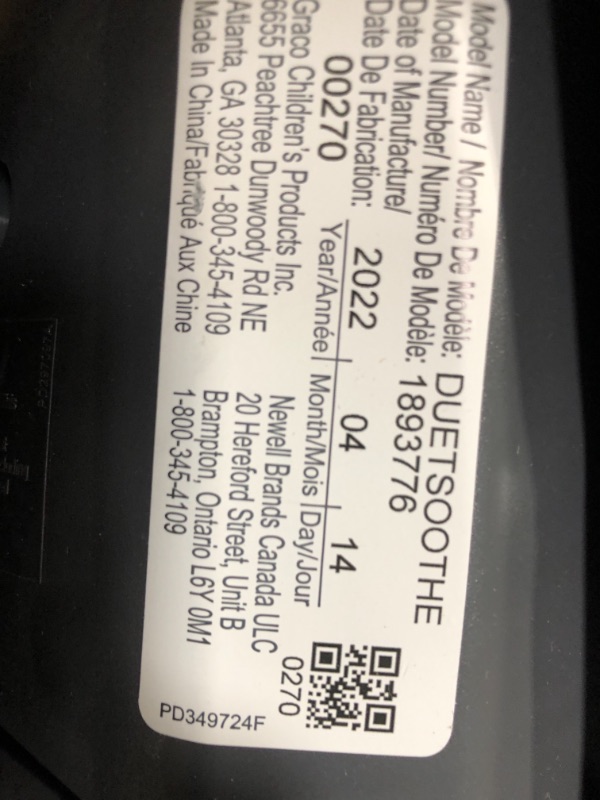 Model Name / Nombre De Modèle: DUETSOOTHE
Model Number/ Numéro De Modèle: 1893776
Date of Manufacture/
Date De Fabrication: 2022 04 14
00270 Year/Année| Month/Mois |Day/Jour
Graco Children's Products Inc.
6655 Peachtree Dunwoody Rd NE
Atlanta, GA 30328 1-800-345-4109
Made In China/Fabriqué Aux Chine
Newell Brands Canada ULC
20 Hereford Street, Unit B
Brampton, Ontario L6Y 0M1
1-800-345-4109
0270
PD349724F